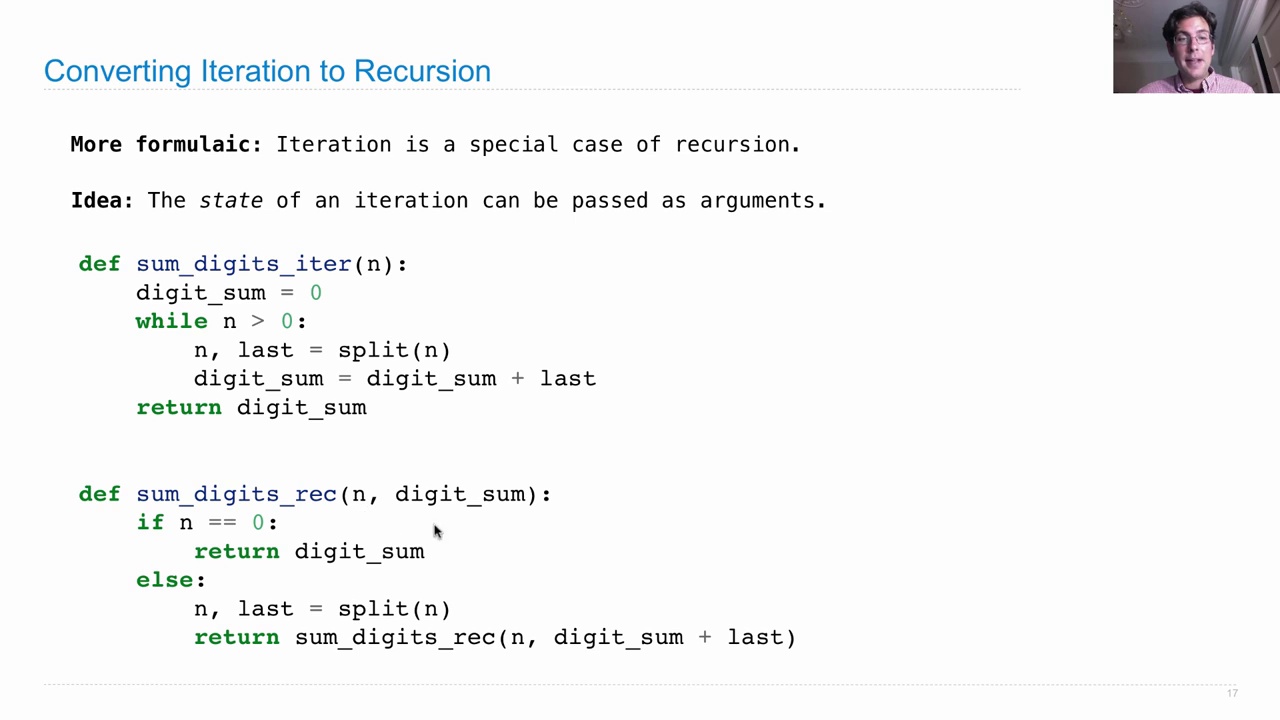 Converting Iteration to Recursion
More formulaic: Iteration is a special case of recursion.
Idea: The state of an iteration can be passed as arguments.
def sum_digits_iter(n):
    digit_sum = 0
    while n > 0:
        n, last = split(n)
        digit_sum = digit_sum + last
    return digit_sum
def sum_digits_rec(n, digit_sum):
    if n == 0:
        return digit_sum
    else:
        n, last = split(n)
        return sum_digits_rec(n, digit_sum + last)
17